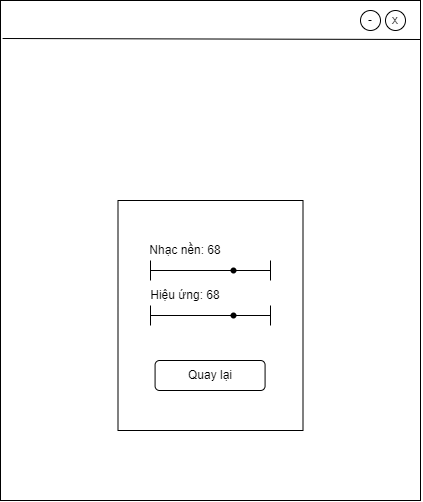 - x
Nhạc nền: 68
Hiệu ứng: 68
Quay lại